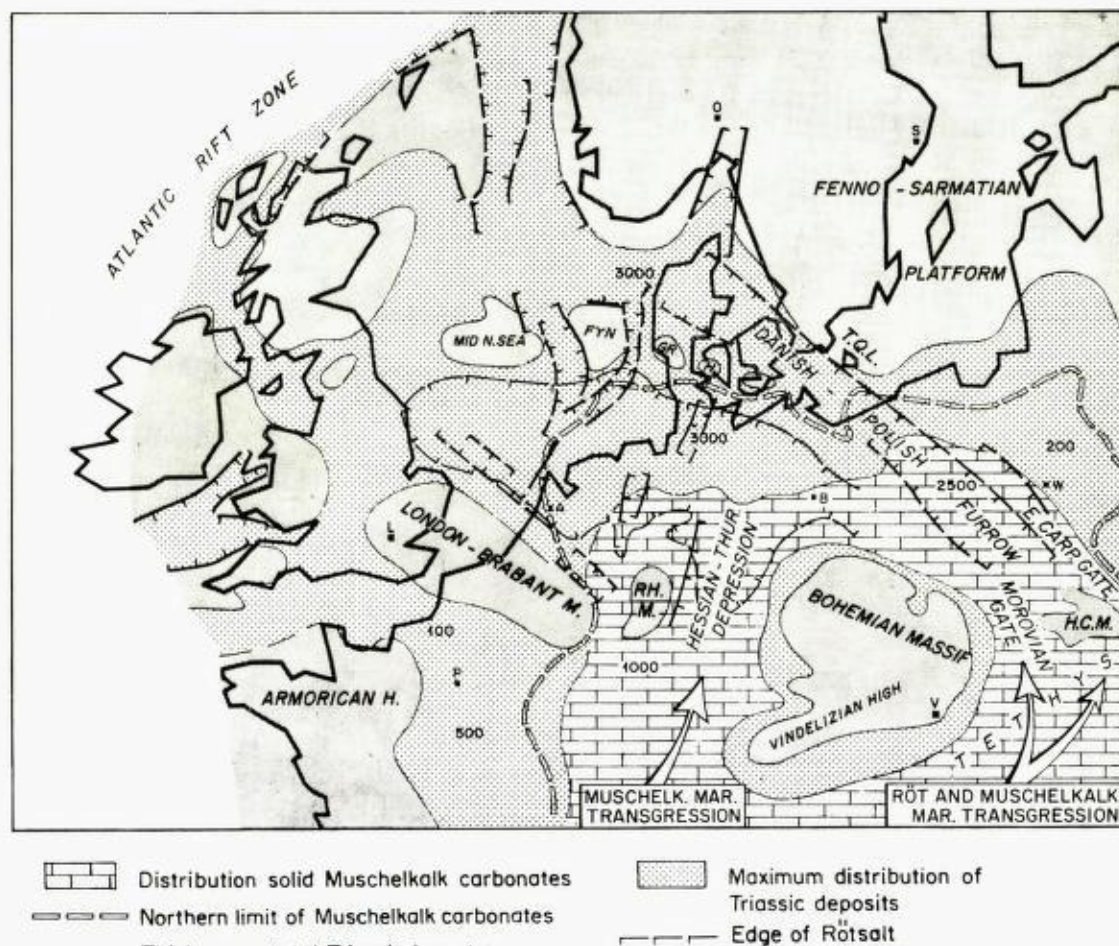 ATLANTIC RIFT ZONE
O
S
FENNO - SARMATIAN
PLATFORM
3000
MID N. SEA
FYN
DANISH -
POLISH
FURROW
T.Q.L.
3000
200
2500
W
B
A
L
LONDON-BRABANT M.
E. CARP. GATE
RH.
M.
HESSIAN-THUR.
DEPRESSION
BOHEMIAN MASSIF
MOROVIAN
GATE
H.C.M.
100
1000
ARMORICAN H.
P
500
VINDELIZIAN HIGH
V
TETHYS
MUSCHELK. MAR.
TRANSGRESSION
RÖT AND MUSCHELKALK
MAR. TRANSGRESSION
Distribution solid Muschelkalk carbonates
Northern limit of Muschelkalk carbonates
Maximum distribution of
Triassic deposits
Edge of Rötsalt